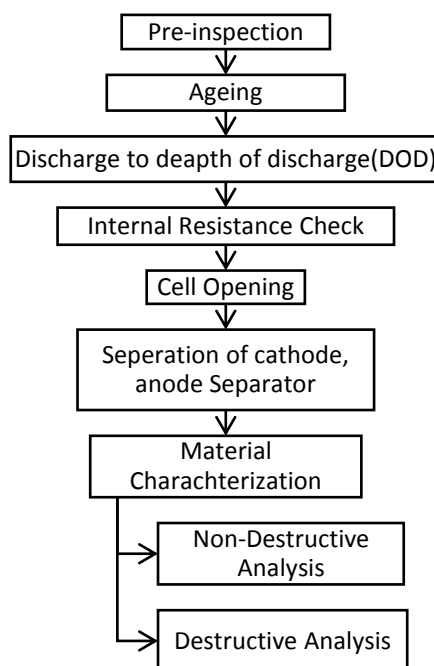 Pre-inspection
Ageing
Discharge to deapth of discharge(DOD)
Internal Resistance Check
Cell Opening
Seperation of cathode,
anode Separator
Material
Charachterization
Non-Destructive
Analysis
Destructive Analysis